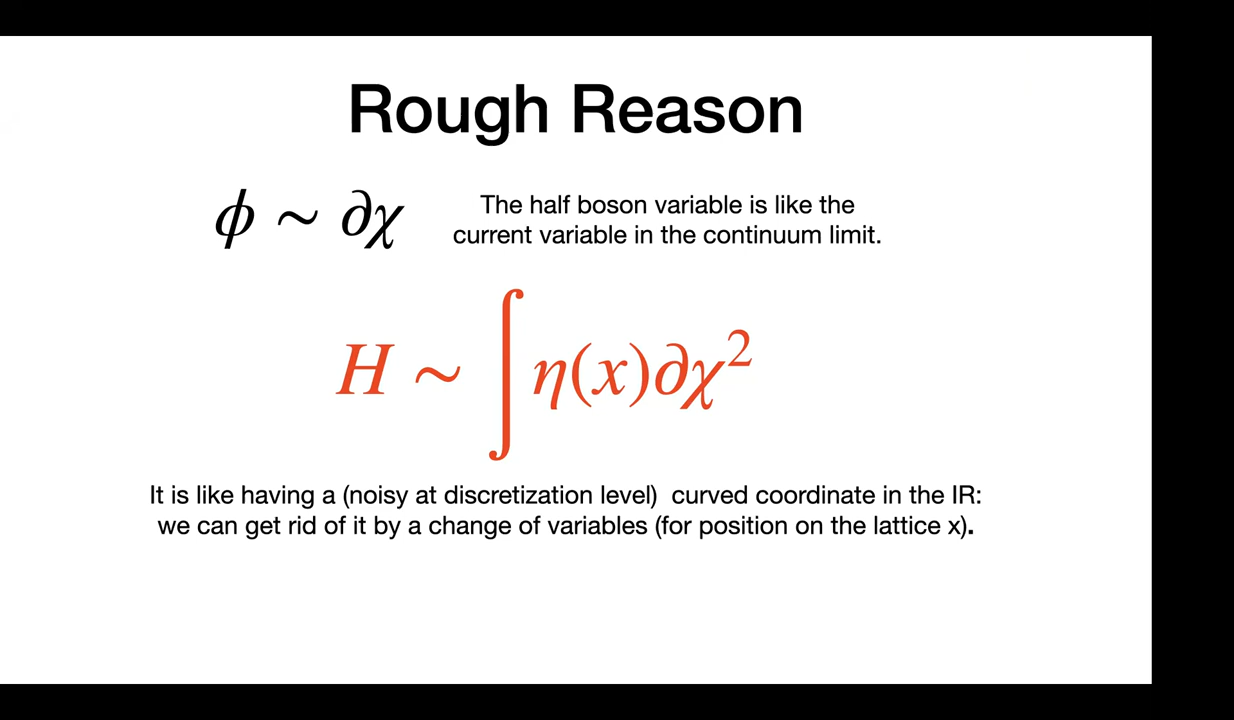 Rough Reason
ϕ ∼ ∂χ
The half boson variable is like the
current variable in the continuum limit.
H ∼ ∫ η(x)∂χ²
It is like having a (noisy at discretization level)  curved coordinate in the IR:
we can get rid of it by a change of variables (for position on the lattice x).